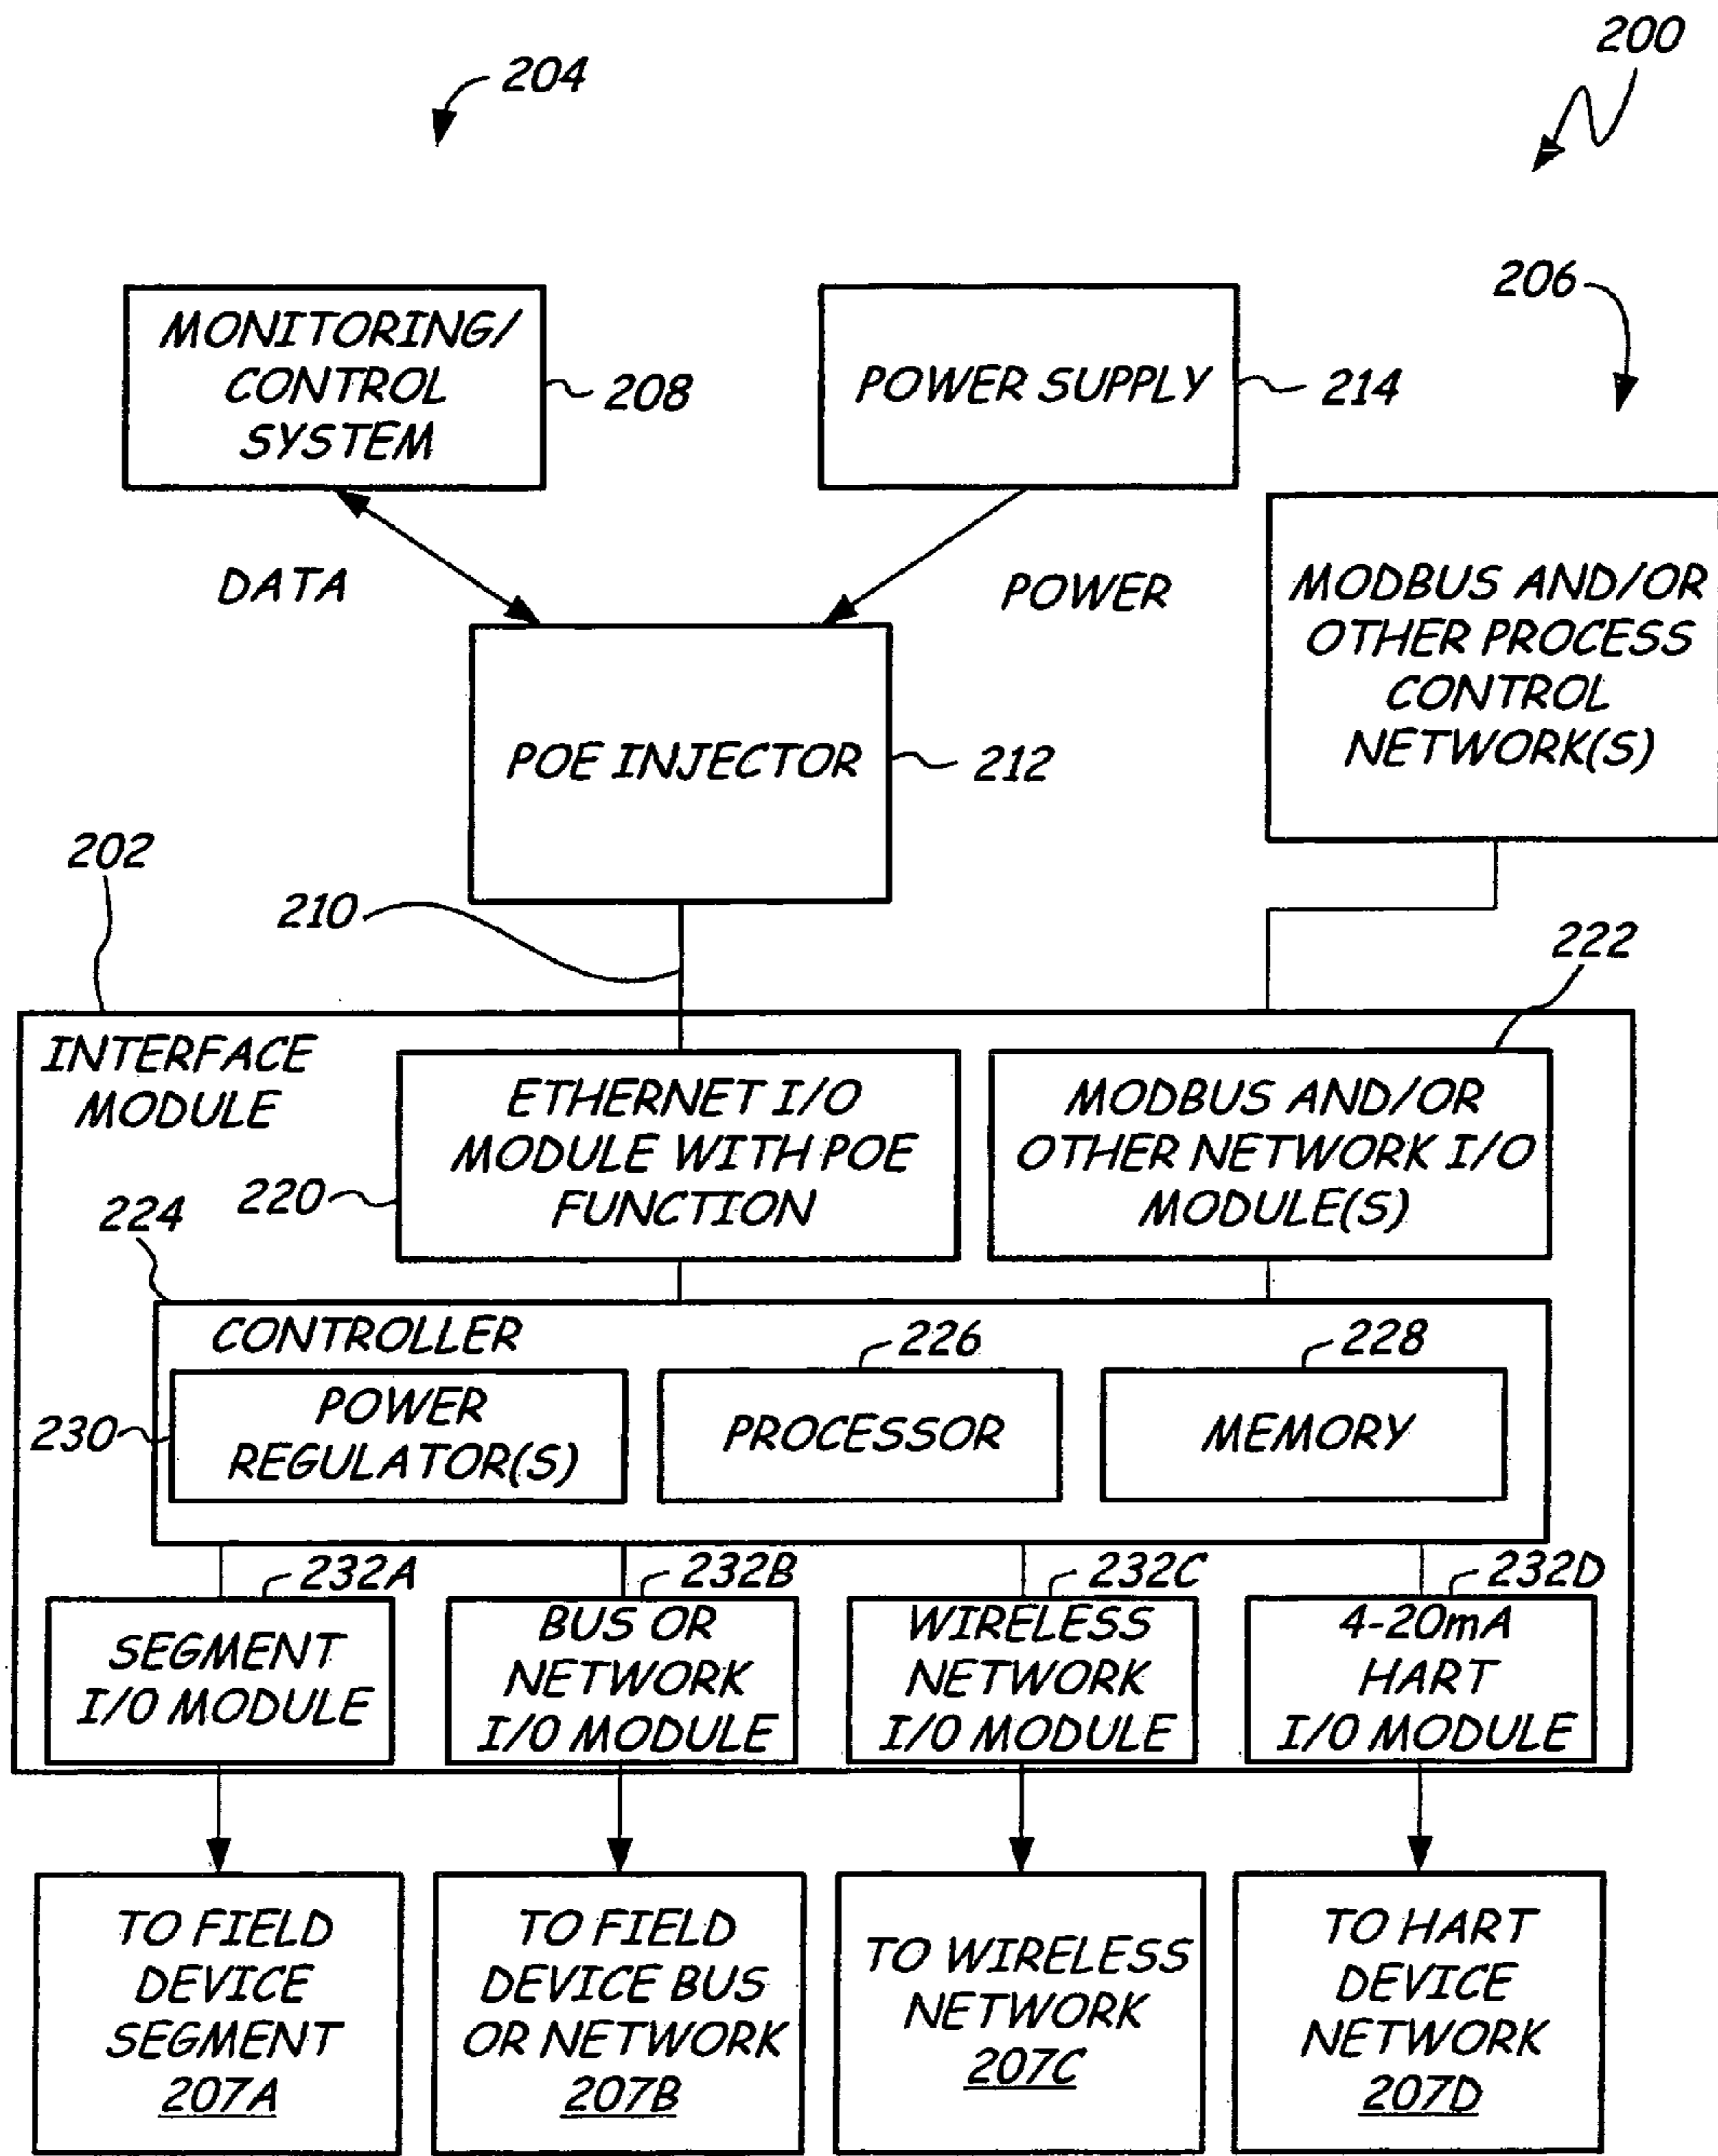 200
204
206
MONITORING/
CONTROL
SYSTEM
208
POWER SUPPLY
214
DATA
POWER
MODBUS AND/OR
OTHER PROCESS
CONTROL
NETWORK(S)
POE INJECTOR
212
202
210
222
INTERFACE
MODULE
ETHERNET I/O
MODULE WITH POE
FUNCTION
220
MODBUS AND/OR
OTHER NETWORK I/O
MODULE(S)
224
CONTROLLER
226
228
POWER
REGULATOR(S)
230
PROCESSOR
MEMORY
232A
232B
232C
232D
SEGMENT
I/O MODULE
BUS OR
NETWORK
I/O MODULE
WIRELESS
NETWORK
I/O MODULE
4-20mA
HART
I/O MODULE
TO FIELD
DEVICE
SEGMENT
207A
TO FIELD
DEVICE BUS
OR NETWORK
207B
TO WIRELESS
NETWORK
207C
TO HART
DEVICE
NETWORK
207D